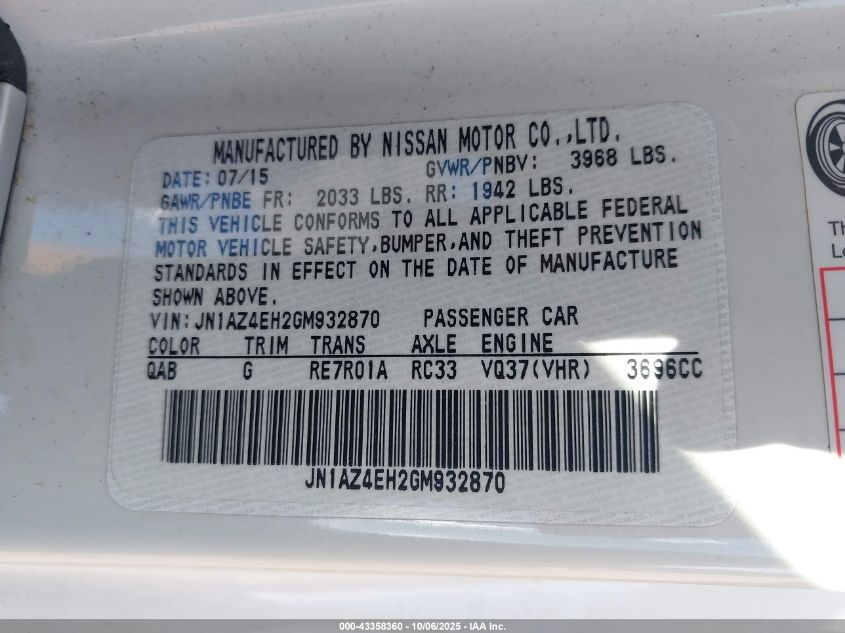 MANUFACTURED BY NISSAN MOTOR CO.,LTD.
DATE: 07/15 GVWR/PNBV: 3968 LBS.
GAWR/PNBE FR: 2033 LBS. RR: 1942 LBS.
THIS VEHICLE CONFORMS TO ALL APPLICABLE FEDERAL
MOTOR VEHICLE SAFETY,BUMPER,AND THEFT PREVENTION
STANDARDS IN EFFECT ON THE DATE OF MANUFACTURE
SHOWN ABOVE.
VIN: JN1AZ4EH2GM932870 PASSENGER CAR
COLOR TRIM TRANS AXLE ENGINE
QAB G RE7R01A RC33 VQ37(VHR) 3696CC
JN1AZ4EH2GM932870
000-43358360 - 10/06/2025 - IAA Inc.